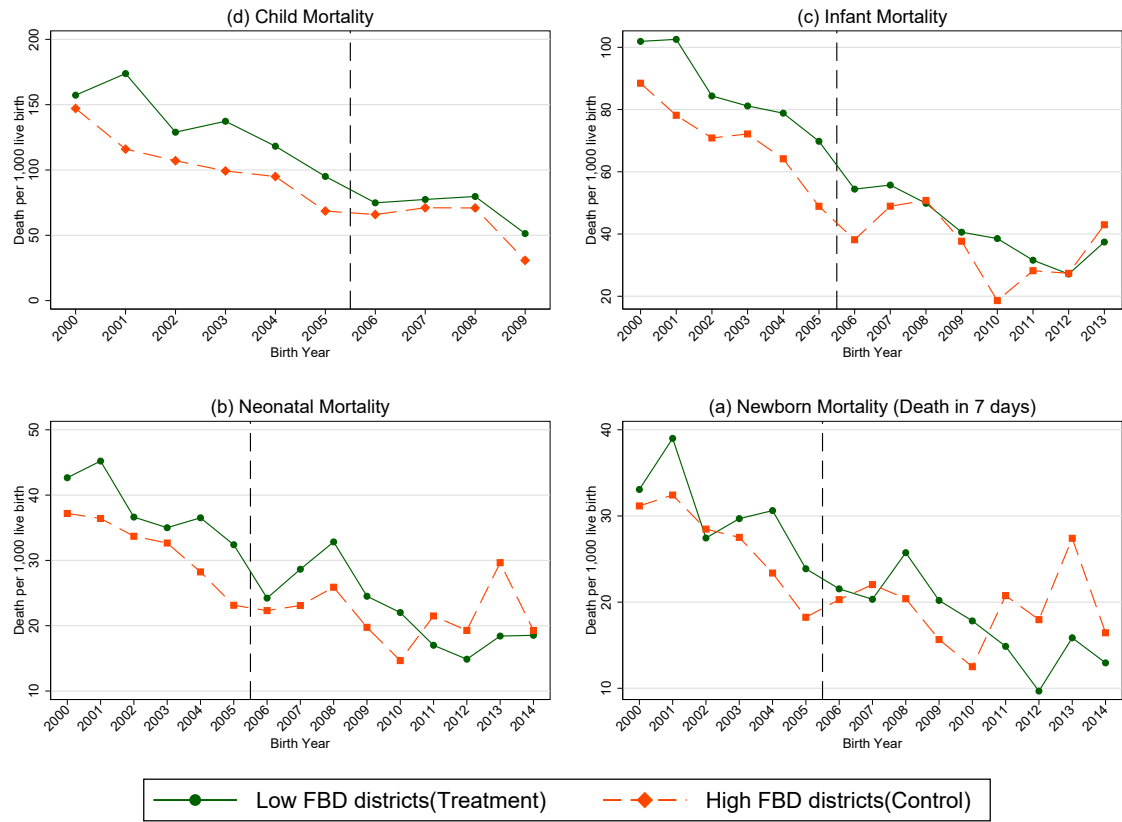 (d) Child Mortality
Death per 1,000 live birth
200
150
100
50
0
2000 2001 2002 2003 2004 2005 2006 2007 2008 2009
Birth Year
(c) Infant Mortality
Death per 1,000 live birth
100
80
60
40
20
2000 2001 2002 2003 2004 2005 2006 2007 2008 2009 2010 2011 2012 2013
Birth Year
(b) Neonatal Mortality
Death per 1,000 live birth
50
40
30
20
10
2000 2001 2002 2003 2004 2005 2006 2007 2008 2009 2010 2011 2012 2013 2014
Birth Year
(a) Newborn Mortality (Death in 7 days)
Death per 1,000 live birth
40
30
20
10
2000 2001 2002 2003 2004 2005 2006 2007 2008 2009 2010 2011 2012 2013 2014
Birth Year
Low FBD districts(Treatment)
High FBD districts(Control)